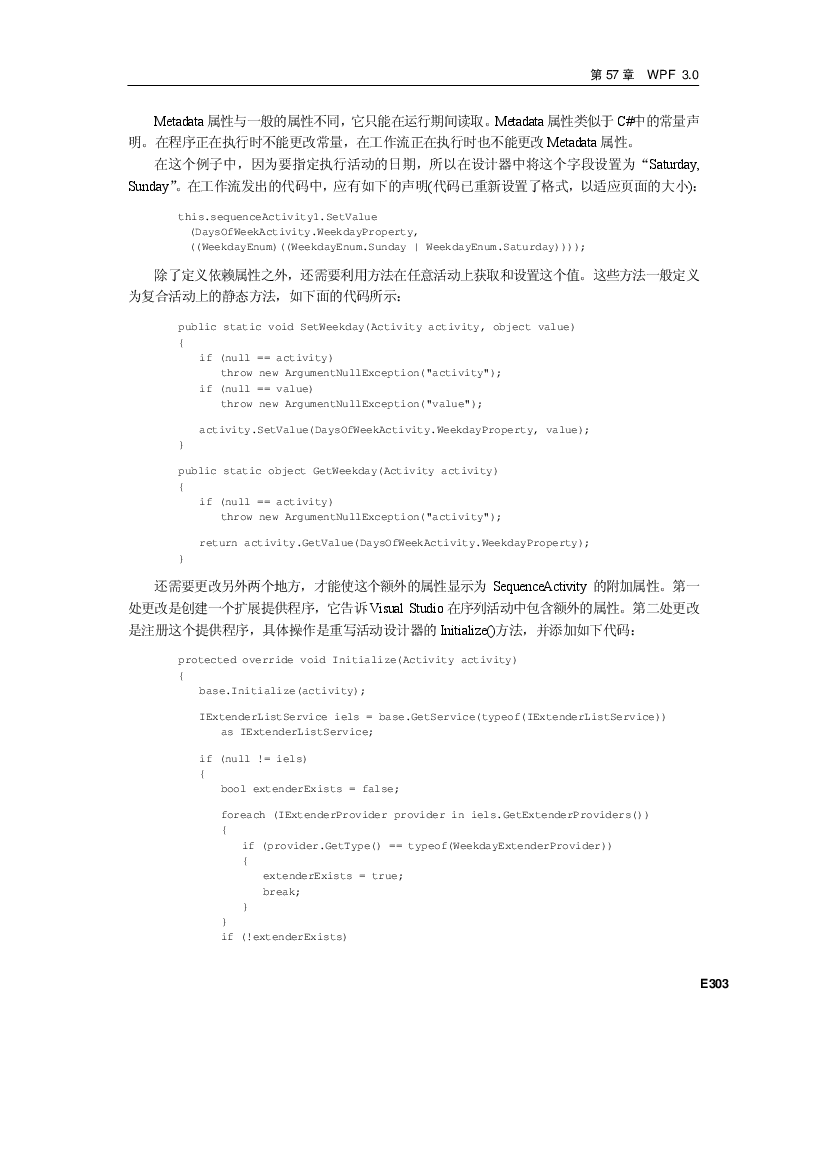 第 57 章 WPF 3.0
Metadata 属性与一般的属性不同，它只能在运行期间读取。Metadata 属性类似于 C#中的常量声
明。在程序正在执行时不能更改常量，在工作流正在执行时也不能更改 Metadata 属性。
在这个例子中，因为要指定执行活动的日期，所以在设计器中将这个字段设置为“Saturday,
Sunday”。在工作流发出的代码中，应有如下的声明(代码已重新设置了格式，以适应页面的大小)：
this.sequenceActivity1.SetValue
(DaysOfWeekActivity.WeekdayProperty,
((WeekdayEnum)((WeekdayEnum.Sunday | WeekdayEnum.Saturday))));
除了定义依赖属性之外，还需要利用方法在任意活动上获取和设置这个值。这些方法一般定义
为复合活动上的静态方法，如下面的代码所示：
public static void SetWeekday(Activity activity, object value)
{
if (null == activity)
throw new ArgumentNullException("activity");
if (null == value)
throw new ArgumentNullException("value");
activity.SetValue(DaysOfWeekActivity.WeekdayProperty, value);
}
public static object GetWeekday(Activity activity)
{
if (null == activity)
throw new ArgumentNullException("activity");
return activity.GetValue(DaysOfWeekActivity.WeekdayProperty);
}
还需要更改另外两个地方，才能使这个额外的属性显示为 SequenceActivity 的附加属性。第一
处更改是创建一个扩展提供程序，它告诉 Visual Studio 在序列活动中包含额外的属性。第二处更改
是注册这个提供程序，具体操作是重写活动设计器的 Initialize()方法，并添加如下代码：
protected override void Initialize(Activity activity)
{
base.Initialize(activity);
IExtenderListService iels = base.GetService(typeof(IExtenderListService))
as IExtenderListService;
if (null != iels)
{
bool extenderExists = false;
foreach (IExtenderProvider provider in iels.GetExtenderProviders())
{
if (provider.GetType() == typeof(WeekdayExtenderProvider))
{
extenderExists = true;
break;
}
}
if (!extenderExists)
E303